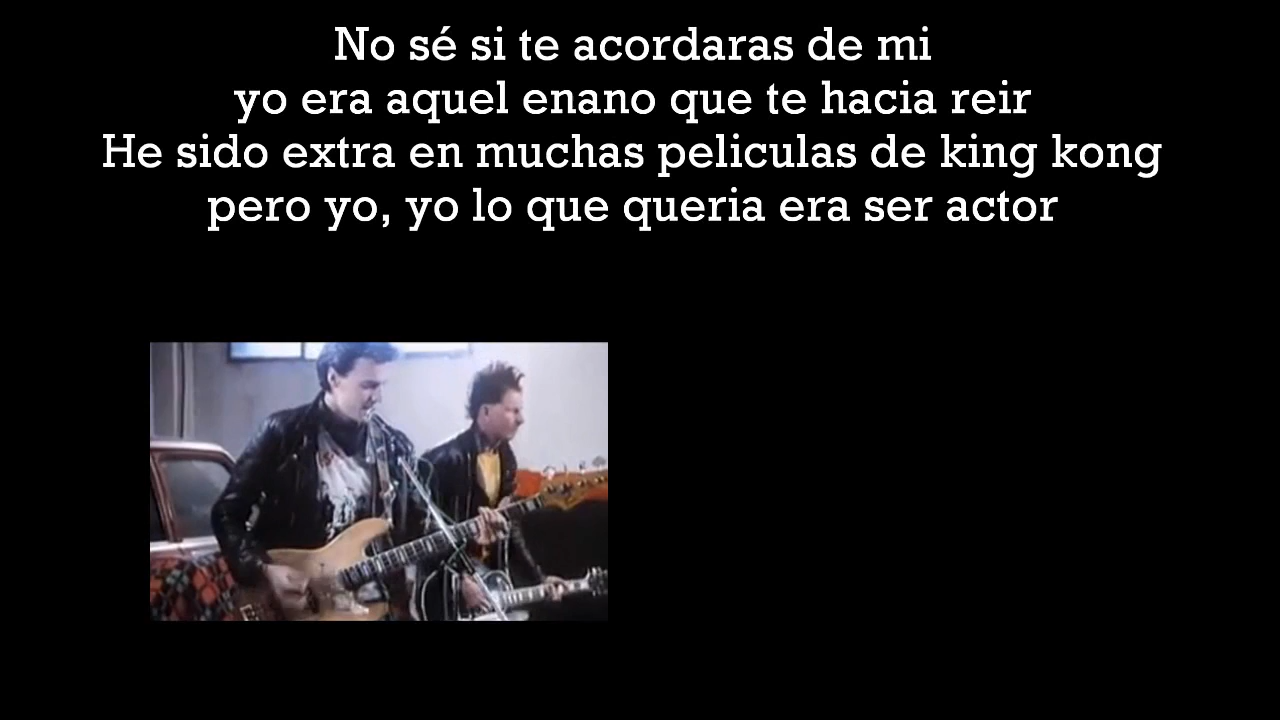 No sé si te acordaras de mi
yo era aquel enano que te hacia reir
He sido extra en muchas peliculas de king kong
pero yo, yo lo que queria era ser actor